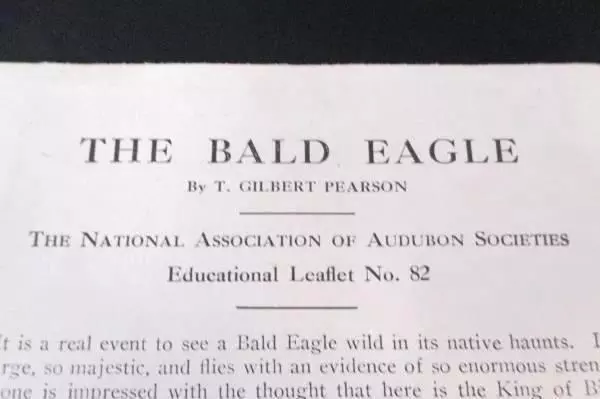 THE BALD EAGLE
By T. GILBERT PEARSON
THE NATIONAL ASSOCIATION OF AUDUBON SOCIETIES
Educational Leaflet No. 82
It is a real event to see a Bald Eagle wild in its native haunts.
so majestic, and flies with an evidence of so enormous
one is impressed with the thought that here is the King of